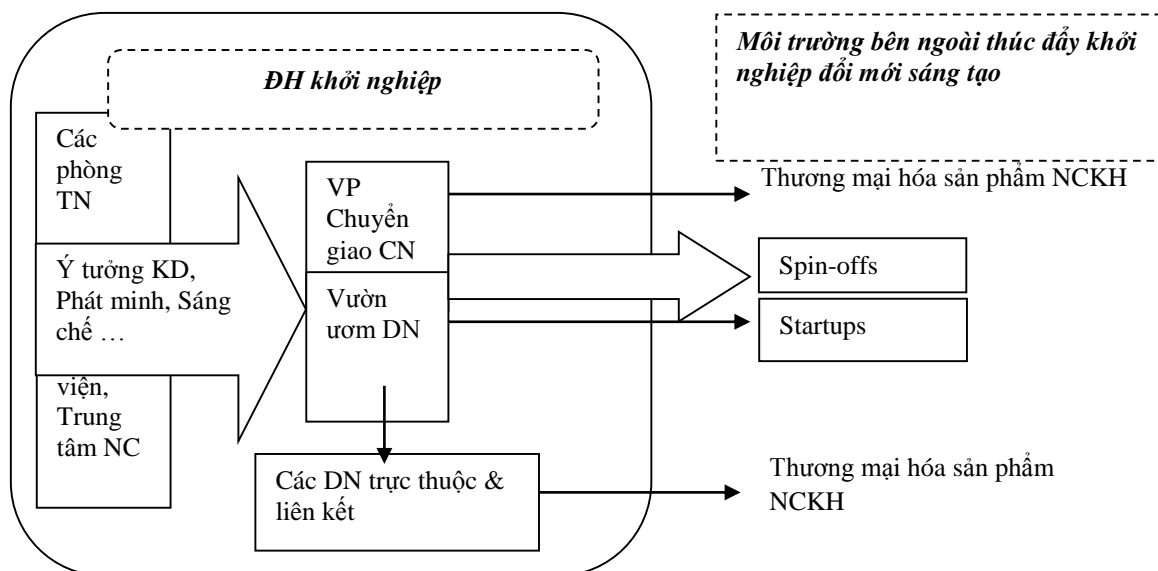 ĐH khởi nghiệp
Môi trường bên ngoài thúc đẩy khởi
nghiệp đổi mới sáng tạo
Các
phòng
TN
Ý tưởng KD,
Phát minh, Sáng
chế …
viện,
Trung
tâm NC
VP
Chuyển
giao CN
Vườn
ươm DN
Các DN trực thuộc &
liên kết
Thương mại hóa sản phẩm NCKH
Spin-offs
Startups
Thương mại hóa sản phẩm
NCKH